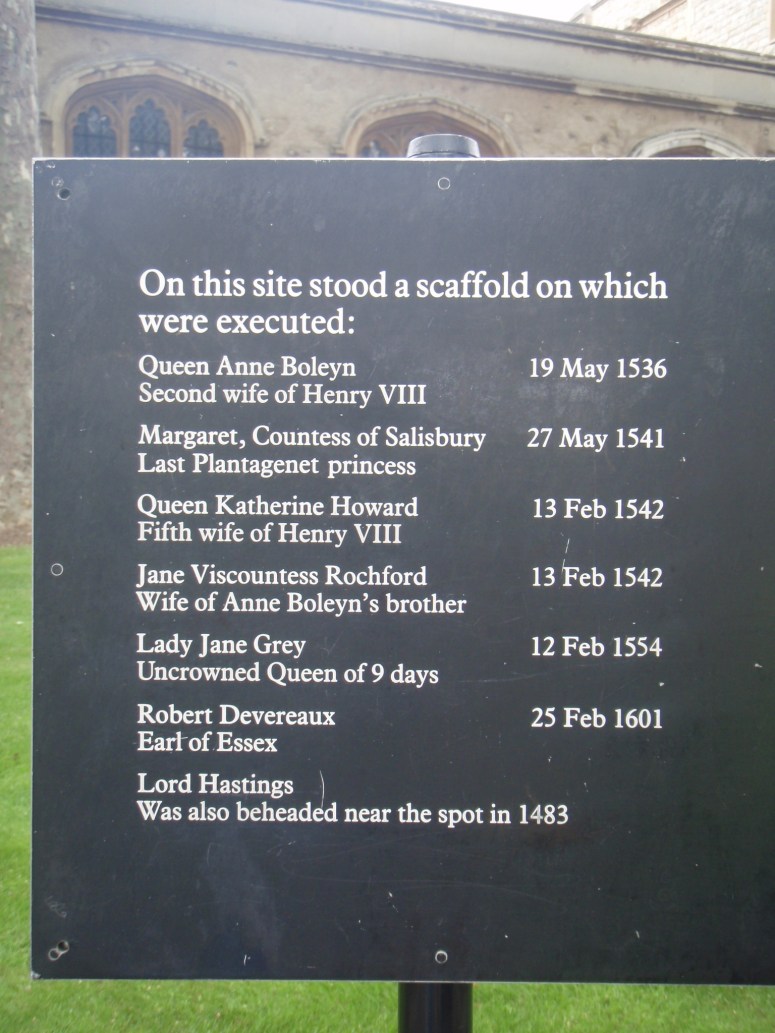 On this site stood a scaffold on which
were executed:
Queen Anne Boleyn 19 May 1536
Second wife of Henry VIII
Margaret, Countess of Salisbury 27 May 1541
Last Plantagenet princess
Queen Katherine Howard 13 Feb 1542
Fifth wife of Henry VIII
Jane Viscountess Rochford 13 Feb 1542
Wife of Anne Boleyn's brother
Lady Jane Grey 12 Feb 1554
Uncrowned Queen of 9 days
Robert Devereaux 25 Feb 1601
Earl of Essex
Lord Hastings
Was also beheaded near the spot in 1483